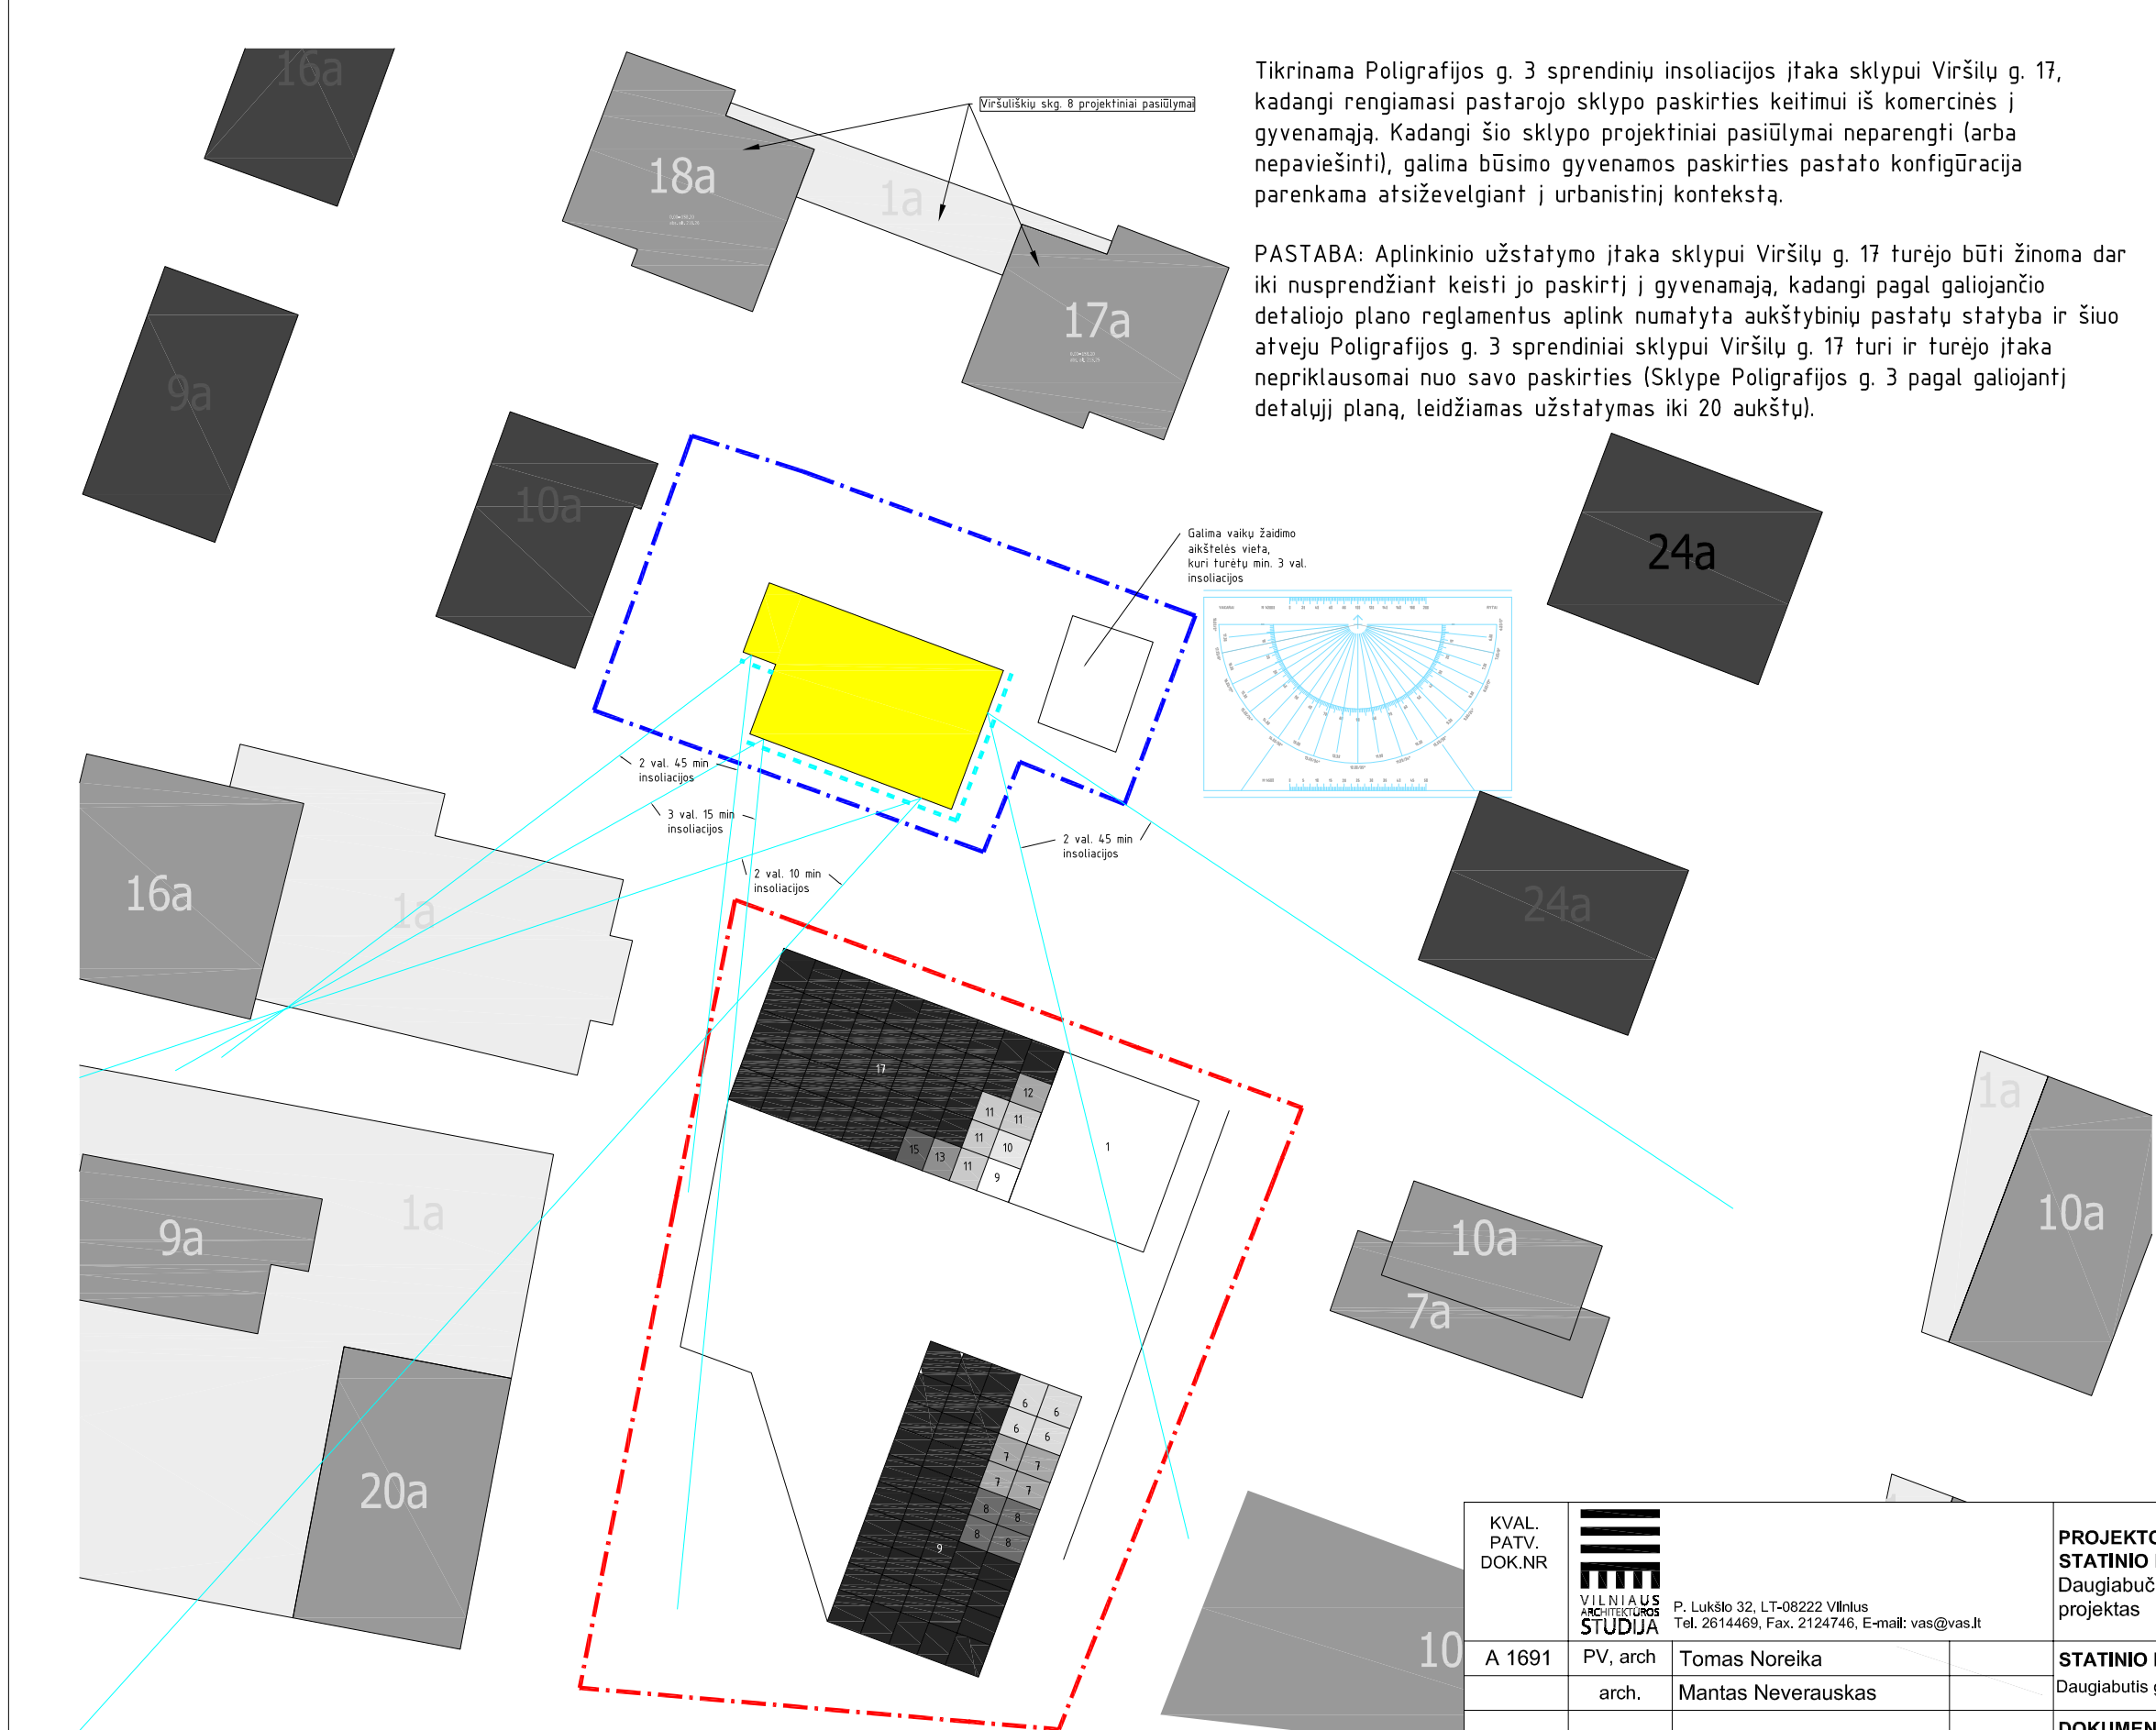 Tikrinama Poligrafijos g. 3 sprendinių insoliacijos įtaka sklypui Viršilų g. 17,
kadangi rengiamasi pastarojo sklypo paskirties keitimui iš komercinės į
gyvenamąją. Kadangi šio sklypo projektiniai pasiūlymai neparengti (arba
nepaviešinti), galima būsimo gyvenamos paskirties pastato konfigūracija
parenkama atsiževelgiant į urbanistinį kontekstą.
PASTABA: Aplinkinio užstatymo įtaka sklypui Viršilų g. 17 turėjo būti žinoma dar
iki nusprendžiant keisti jo paskirtį į gyvenamąją, kadangi pagal galiojančio
detaliojo plano reglamentus aplink numatyta aukštybinių pastatų statyba ir šiuo
atveju Poligrafijos g. 3 sprendiniai sklypui Viršilų g. 17 turi ir turėjo įtaka
nepriklausomai nuo savo paskirties (Sklype Poligrafijos g. 3 pagal galiojantį
detalųjį planą, leidžiamas užstatymas iki 20 aukštų).
Viršuliškių skg. 8 projektiniai pasiūlymai
16a
18a
1a
17a
9a
10a
24a
Galima vaikų žaidimo
aikštelės vieta,
kuri turėtų min. 3 val.
insoliacijos
2 val. 45 min
insoliacijos
3 val. 15 min
insoliacijos
2 val. 10 min
insoliacijos
2 val. 45 min
insoliacijos
16a
1a
24a
17
12
11
11
11
10
15
13
11
9
1
1a
10a
9a
1a
10a
7a
20a
6
6
6
6
7
7
7
7
8
8
8
8
9
10
KVAL.
PATV.
DOK.NR
VILNIAUS
ARCHITEKTŪROS
STUDIJA
P. Lukšio 32, LT-08222 Vilnius
Tel. 2614469, Fax. 2124746, E-mail: vas@vas.lt
PROJEKTO
STATINIO
Daugiabuč
projektas
A 1691
PV, arch
Tomas Noreika
STATINIO
Daugiabutis g
arch.
Mantas Neverauskas
DOKUMEN